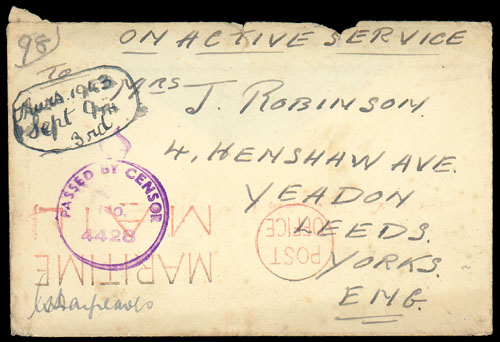 98
ON ACTIVE SERVICE
To
MRS J. ROBINSON.
4, HENSHAW AVE.
YEADON
LEEDS.
YORKS.
ENG.
Thurs. 1943
Sept 9TH
3rd
PASSED BY CENSOR
No.
4428
MARITIME
MAIL
POST
OFFICE